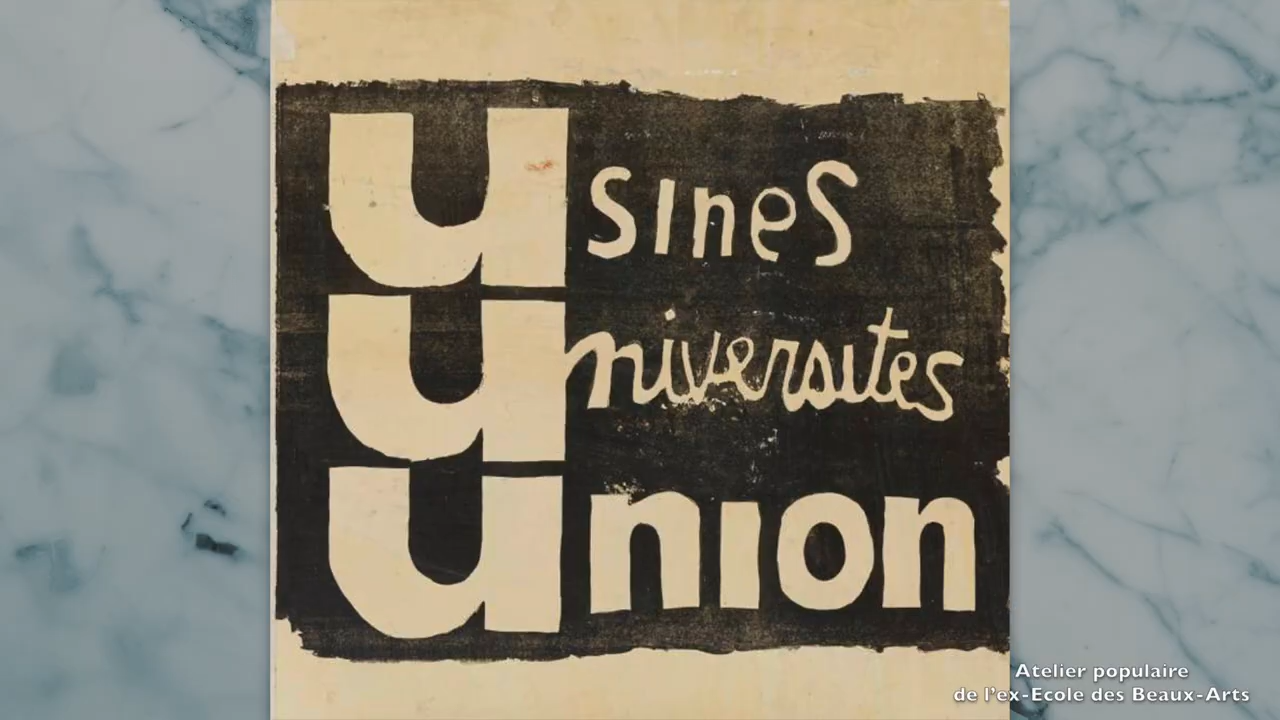 usines
universites
union
Atelier populaire
de l'ex-Ecole des Beaux-Arts